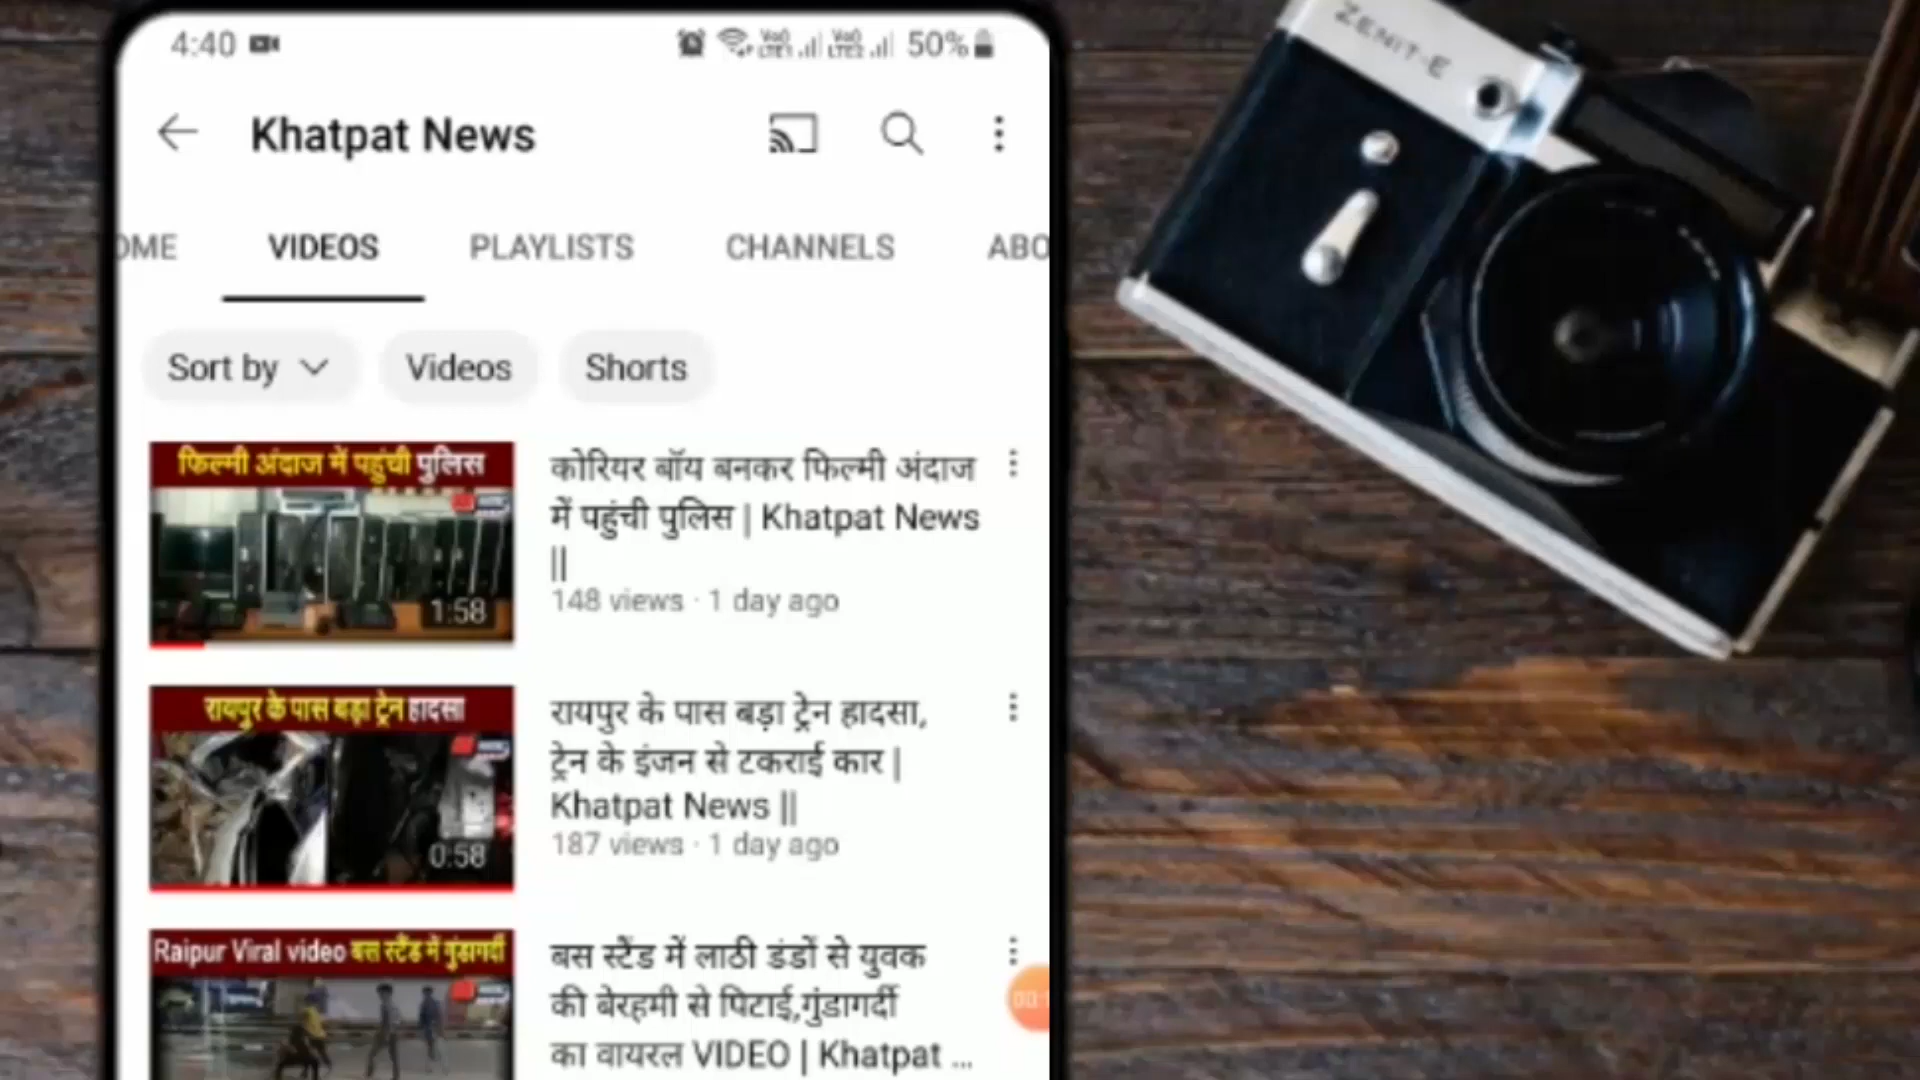 4:40 50%
ZENIT-E
Khatpat News
OME VIDEOS PLAYLISTS CHANNELS ABO
Sort by Videos Shorts
फिल्मी अंदाज में पहुंची पुलिस
1:58
कोरियर बॉय बनकर फिल्मी अंदाज
में पहुंची पुलिस | Khatpat News
||
148 views · 1 day ago
रायपुर के पास बड़ा ट्रेन हादसा
0:58
रायपुर के पास बड़ा ट्रेन हादसा,
ट्रेन के इंजन से टकराई कार |
Khatpat News ||
187 views · 1 day ago
Raipur Viral video बस स्टैंड में गुंडागर्दी
बस स्टैंड में लाठी डंडों से युवक
की बेरहमी से पिटाई,गुंडागर्दी
का वायरल VIDEO | Khatpat ...